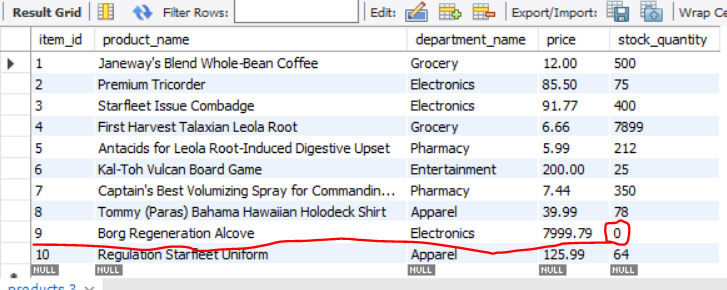 Result Grid Filter Rows: Edit: Export/Import: Wrap Ce
item_id product_name department_name price stock_quantity
1 Janeway's Blend Whole-Bean Coffee Grocery 12.00 500
2 Premium Tricorder Electronics 85.50 75
3 Starfleet Issue Combadge Electronics 91.77 400
4 First Harvest Talaxian Leola Root Grocery 6.66 7899
5 Antacids for Leola Root-Induced Digestive Upset Pharmacy 5.99 212
6 Kal-Toh Vulcan Board Game Entertainment 200.00 25
7 Captain's Best Volumizing Spray for Commandin... Pharmacy 7.44 350
8 Tommy (Paras) Bahama Hawaiian Holodeck Shirt Apparel 39.99 78
9 Borg Regeneration Alcove Electronics 7999.79 0
10 Regulation Starfleet Uniform Apparel 125.99 64
NULL NULL NULL NULL NULL
products 3